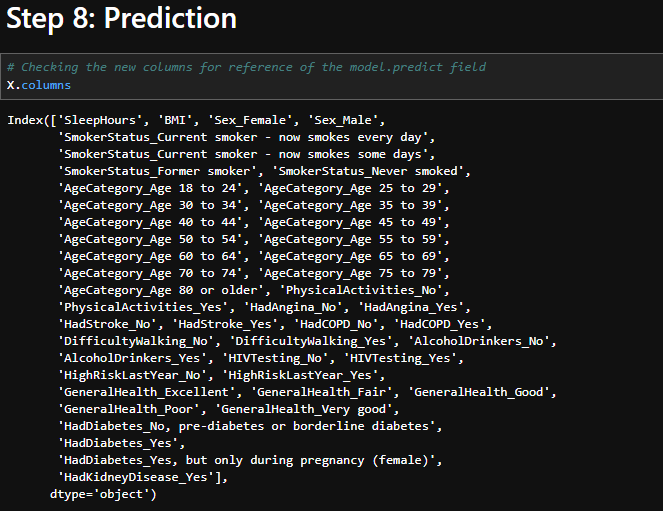 Step 8: Prediction
# Checking the new columns for reference of the model.predict field
X.columns
Index(['SleepHours', 'BMI', 'Sex_Female', 'Sex_Male',
'SmokerStatus_Current smoker - now smokes every day',
'SmokerStatus_Current smoker - now smokes some days',
'SmokerStatus_Former smoker', 'SmokerStatus_Never smoked',
'AgeCategory_Age 18 to 24', 'AgeCategory_Age 25 to 29',
'AgeCategory_Age 30 to 34', 'AgeCategory_Age 35 to 39',
'AgeCategory_Age 40 to 44', 'AgeCategory_Age 45 to 49',
'AgeCategory_Age 50 to 54', 'AgeCategory_Age 55 to 59',
'AgeCategory_Age 60 to 64', 'AgeCategory_Age 65 to 69',
'AgeCategory_Age 70 to 74', 'AgeCategory_Age 75 to 79',
'AgeCategory_Age 80 or older', 'PhysicalActivities_No',
'PhysicalActivities_Yes', 'HadAngina_No', 'HadAngina_Yes',
'HadStroke_No', 'HadStroke_Yes', 'HadCOPD_No', 'HadCOPD_Yes',
'DifficultyWalking_No', 'DifficultyWalking_Yes', 'AlcoholDrinkers_No',
'AlcoholDrinkers_Yes', 'HIVTesting_No', 'HIVTesting_Yes',
'HighRiskLastYear_No', 'HighRiskLastYear_Yes',
'GeneralHealth_Excellent', 'GeneralHealth_Fair', 'GeneralHealth_Good',
'GeneralHealth_Poor', 'GeneralHealth_Very good',
'HadDiabetes_No, pre-diabetes or borderline diabetes',
'HadDiabetes_Yes',
'HadDiabetes_Yes, but only during pregnancy (female)',
'HadKidneyDisease_Yes'],
dtype='object')